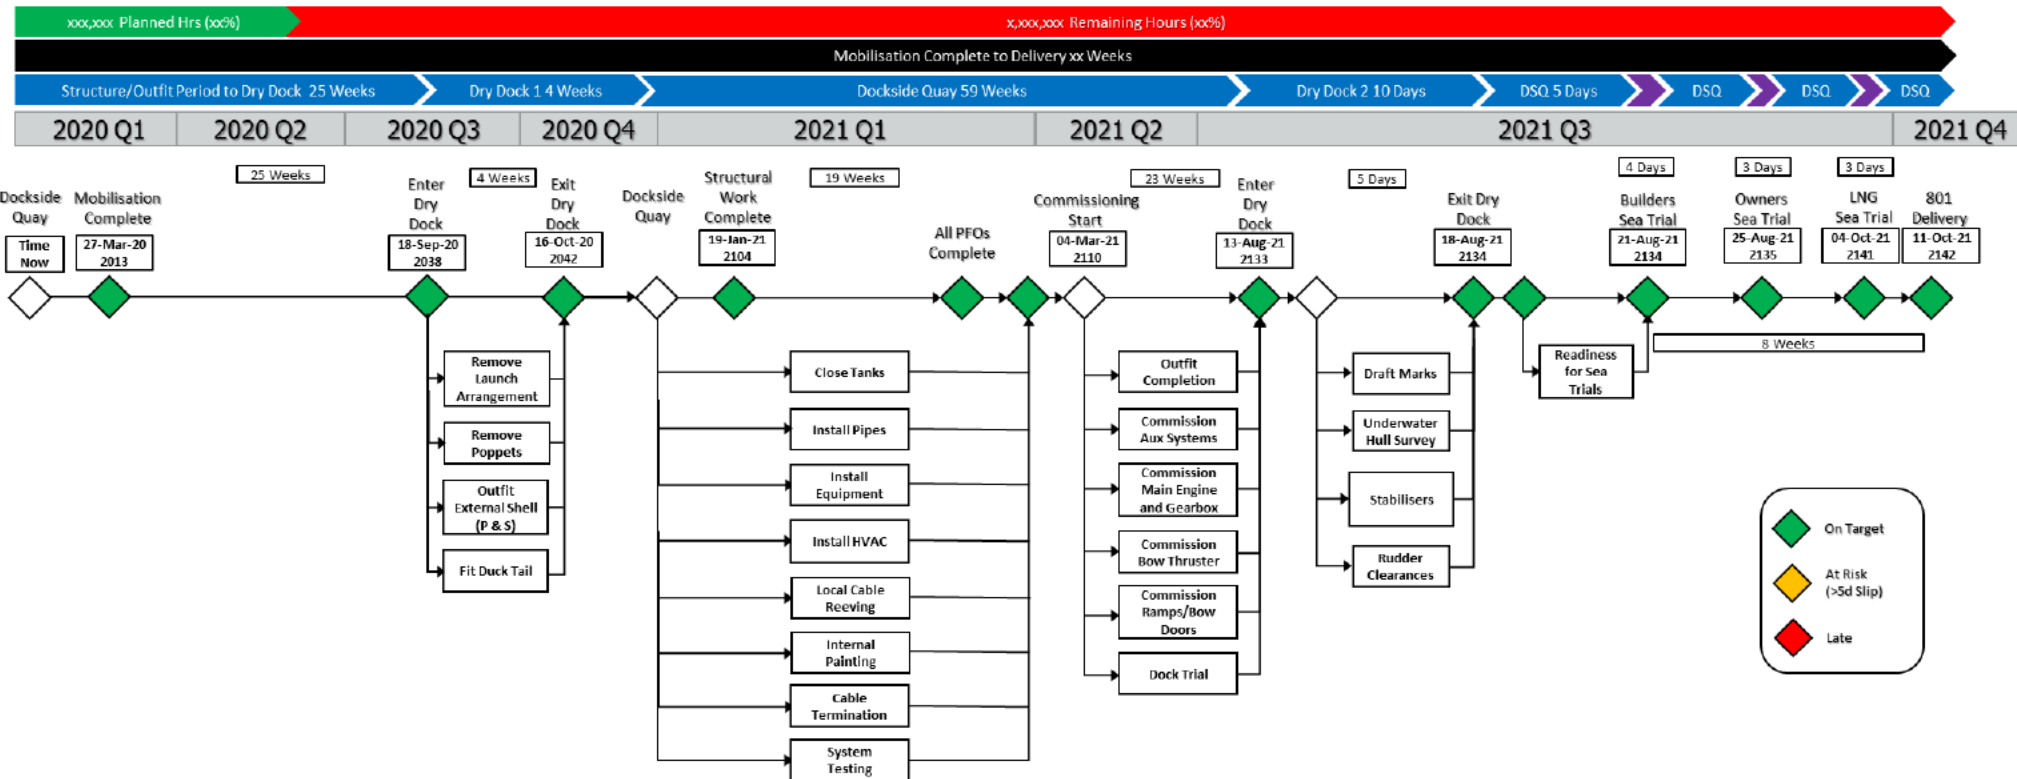 xxx,xxx Planned Hrs (xx%)
x,xxx,xxx Remaining Hours (xx%)
Mobilisation Complete to Delivery xx Weeks
Structure/Outfit Period to Dry Dock 25 Weeks
Dry Dock 1 4 Weeks
Dockside Quay 59 Weeks
Dry Dock 2 10 Days
DSQ 5 Days
DSQ
DSQ
DSQ
2020 Q1
2020 Q2
2020 Q3
2020 Q4
2021 Q1
2021 Q2
2021 Q3
2021 Q4
25 Weeks
4 Weeks
19 Weeks
23 Weeks
5 Days
4 Days
3 Days
3 Days
Dockside
Quay
Time
Now
Mobilisation
Complete
27-Mar-20
2013
Enter
Dry
Dock
18-Sep-20
2038
Exit
Dry
Dock
16-Oct-20
2042
Dockside
Quay
Structural
Work
Complete
19-Jan-21
2104
All PFOs
Complete
Commissioning
Start
04-Mar-21
2110
Enter
Dry
Dock
13-Aug-21
2133
Exit Dry
Dock
18-Aug-21
2134
Builders
Sea Trial
21-Aug-21
2134
Owners
Sea Trial
25-Aug-21
2135
LNG
Sea Trial
04-Oct-21
2141
801
Delivery
11-Oct-21
2142
8 Weeks
Remove
Launch
Arrangement
Remove
Poppets
Outfit
External Shell
(P & S)
Fit Duck Tail
Close Tanks
Install Pipes
Install
Equipment
Install HVAC
Local Cable
Reeving
Internal
Painting
Cable
Termination
System
Testing
Outfit
Completion
Commission
Aux Systems
Commission
Main Engine
and Gearbox
Commission
Bow Thruster
Commission
Ramps/Bow
Doors
Dock Trial
Draft Marks
Underwater
Hull Survey
Stabilisers
Rudder
Clearances
Readiness
for Sea
Trials
On Target
At Risk
(>5d Slip)
Late